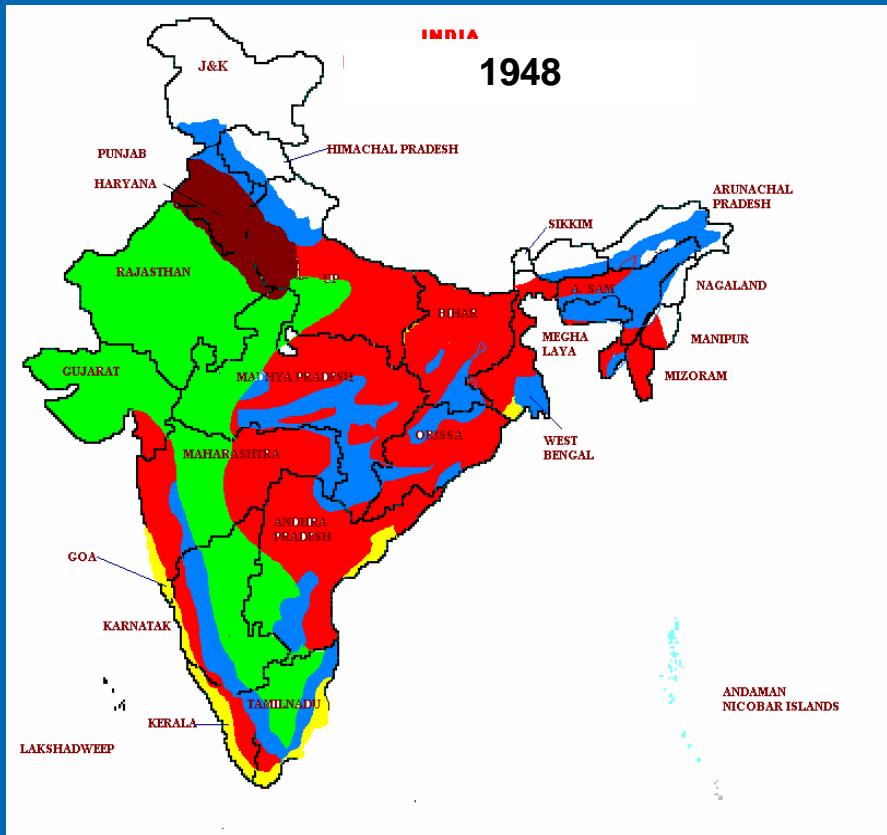 INDIA
1948
J&K
PUNJAB
HIMACHAL PRADESH
HARYANA
ARUNACHAL
PRADESH
SIKKIM
RAJASTHAN
UP
ASSAM
NAGALAND
BIHAR
MEGHA
LAYA
MANIPUR
GUJARAT
MADHYA PRADESH
MIZORAM
ORISSA
WEST
BENGAL
MAHARASHTRA
ANDHRA
PRADESH
GOA
KARNATAK
TAMILNADU
ANDAMAN
NICOBAR ISLANDS
KERALA
LAKSHADWEEP